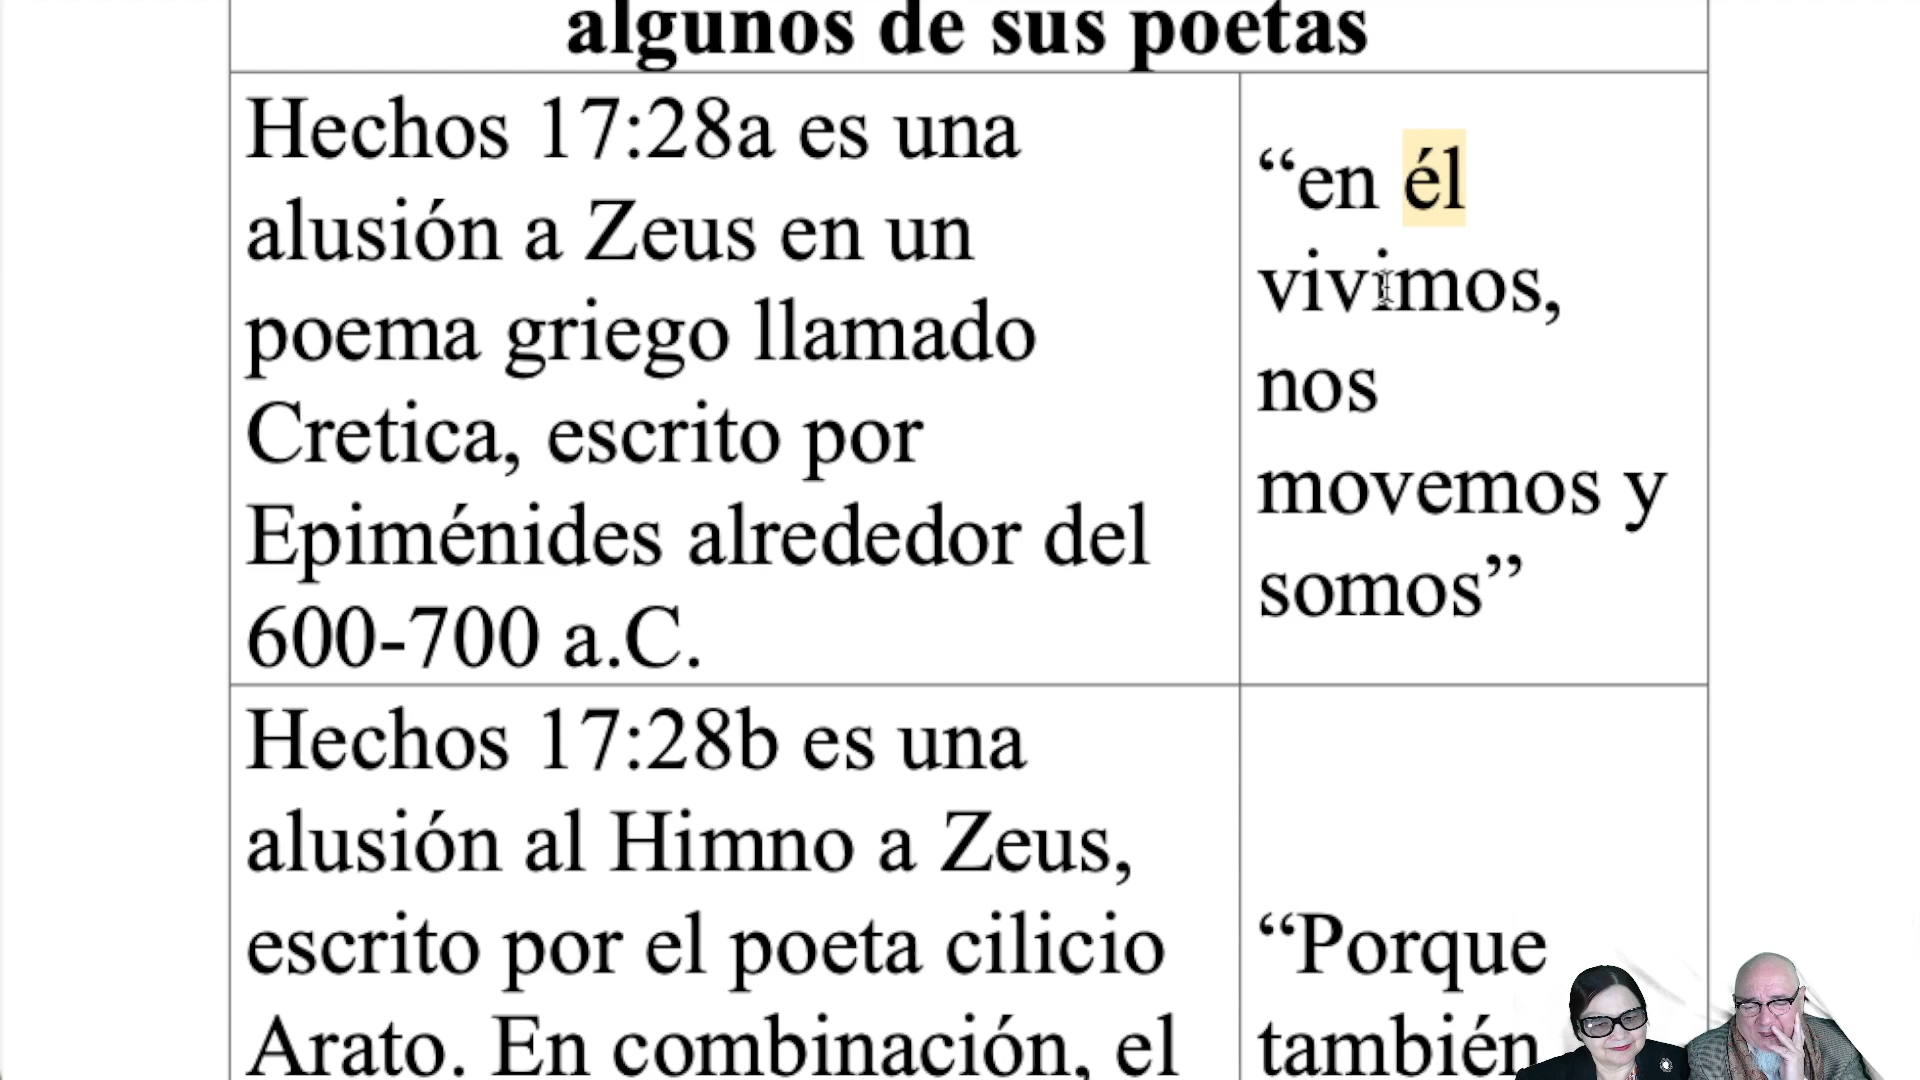 algunos de sus poetas
Hechos 17:28a es una
alusión a Zeus en un
poema griego llamado
Cretica, escrito por
Epiménides alrededor del
600-700 a.C.
“en él
vivimos,
nos
movemos y
somos”
Hechos 17:28b es una
alusión al Himno a Zeus,
escrito por el poeta cilicio
Arato. En combinación, el
“Porque
también